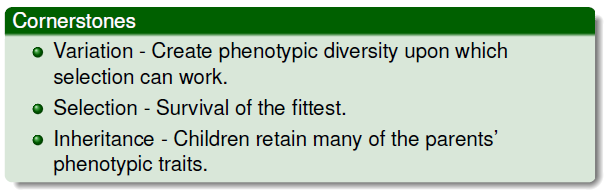 Cornerstones
Variation - Create phenotypic diversity upon which
selection can work.
Selection - Survival of the fittest.
Inheritance - Children retain many of the parents’
phenotypic traits.